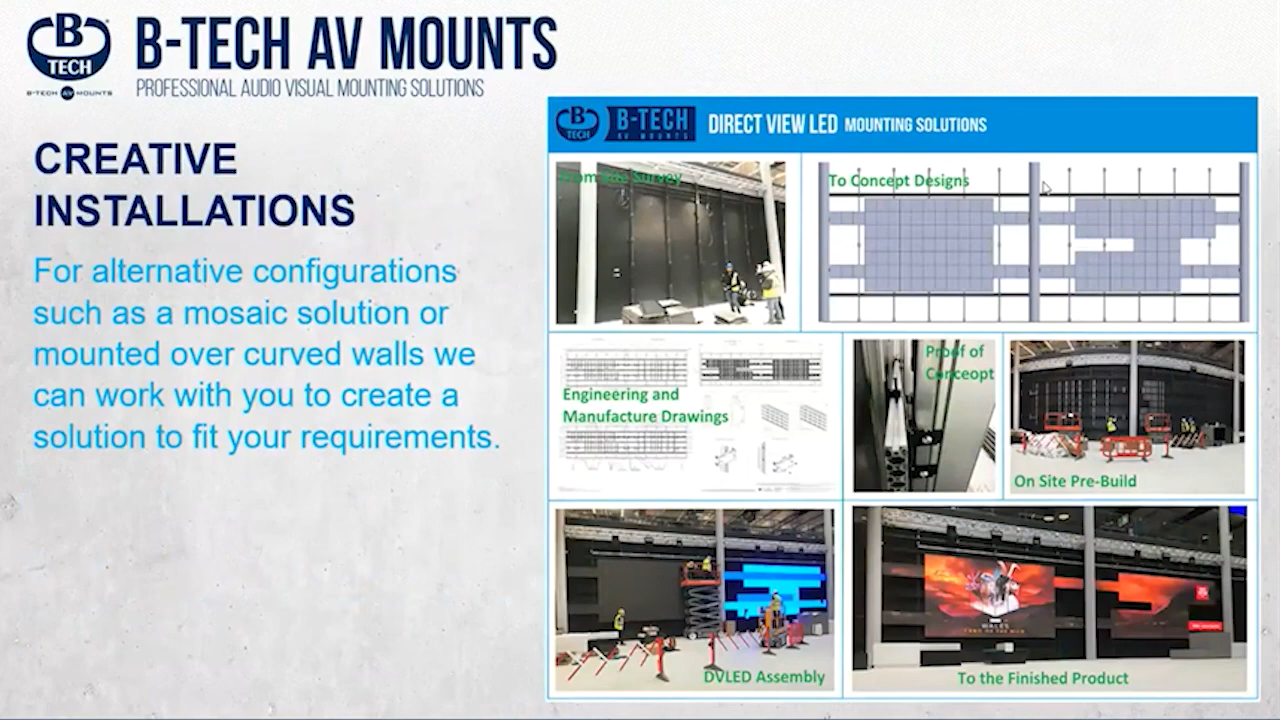 B
TECH
B-TECH AV MOUNTS
B-TECH AV MOUNTS
PROFESSIONAL AUDIO VISUAL MOUNTING SOLUTIONS
CREATIVE
INSTALLATIONS
For alternative configurations
such as a mosaic solution or
mounted over curved walls we
can work with you to create a
solution to fit your requirements.
B
TECH
B-TECH
AV MOUNTS
DIRECT VIEW LED MOUNTING SOLUTIONS
From Site Survey
To Concept Designs
Engineering and
Manufacture Drawings
Proof of
Conceopt
On Site Pre-Build
DVLED Assembly
WALES
To the Finished Product